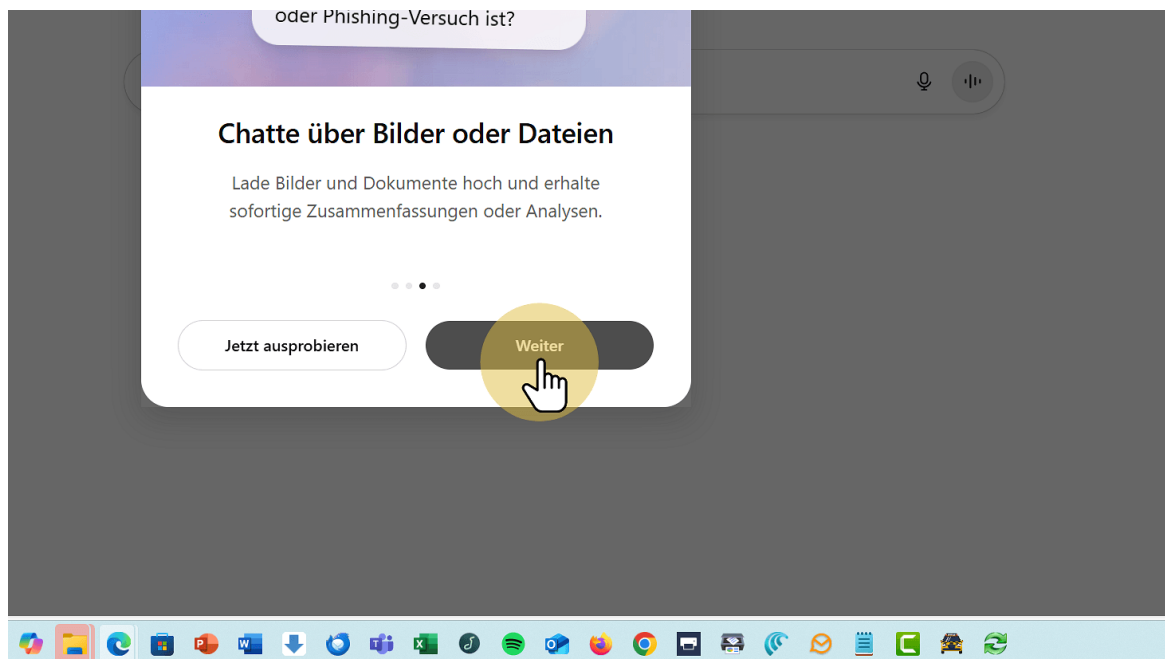 oder Phishing-Versuch ist?
Chatte über Bilder oder Dateien
Lade Bilder und Dokumente hoch und erhalte
sofortige Zusammenfassungen oder Analysen.
Jetzt ausprobieren
Weiter